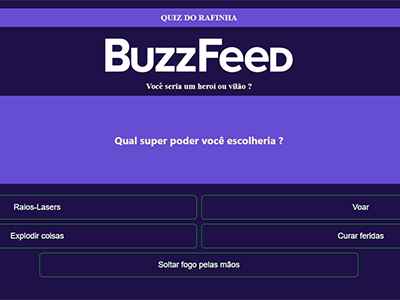 QUIZ DO RAFINHA
BuzzFeeD
Você seria um heroi ou vilão ?
Qual super poder você escolheria ?
Raios-Lasers
Voar
Explodir coisas
Curar feridas
Soltar fogo pelas mãos